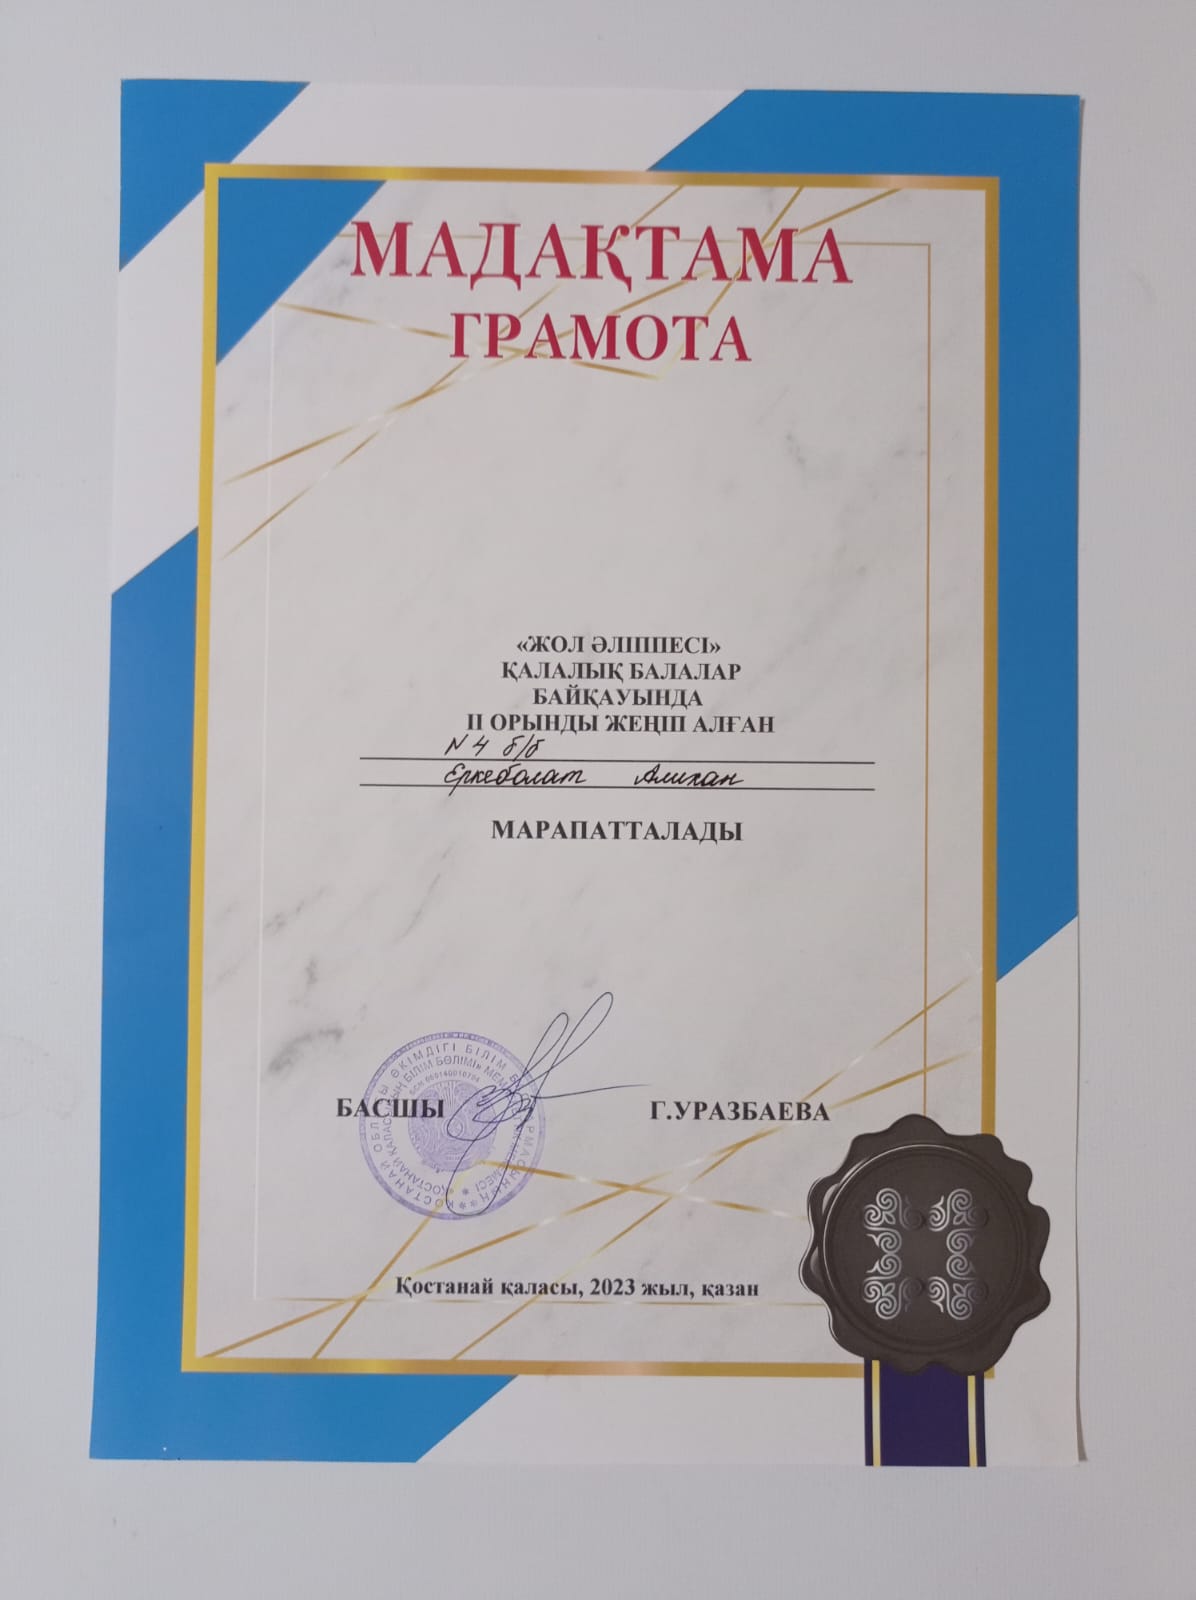 МАДАҚТАМА
ГРАМОТА
«ЖОЛ ӘЛІППЕСІ»
ҚАЛАЛЫҚ БАЛАЛАР
БАЙҚАУЫНДА
ІІ ОРЫНДЫ ЖЕҢІП АЛҒАН
N 4 б/б
Еркеболат Алихан
МАРАПАТТАЛАДЫ
БАСШЫ Г.УРАЗБАЕВА
Қостанай қаласы, 2023 жыл, қазан